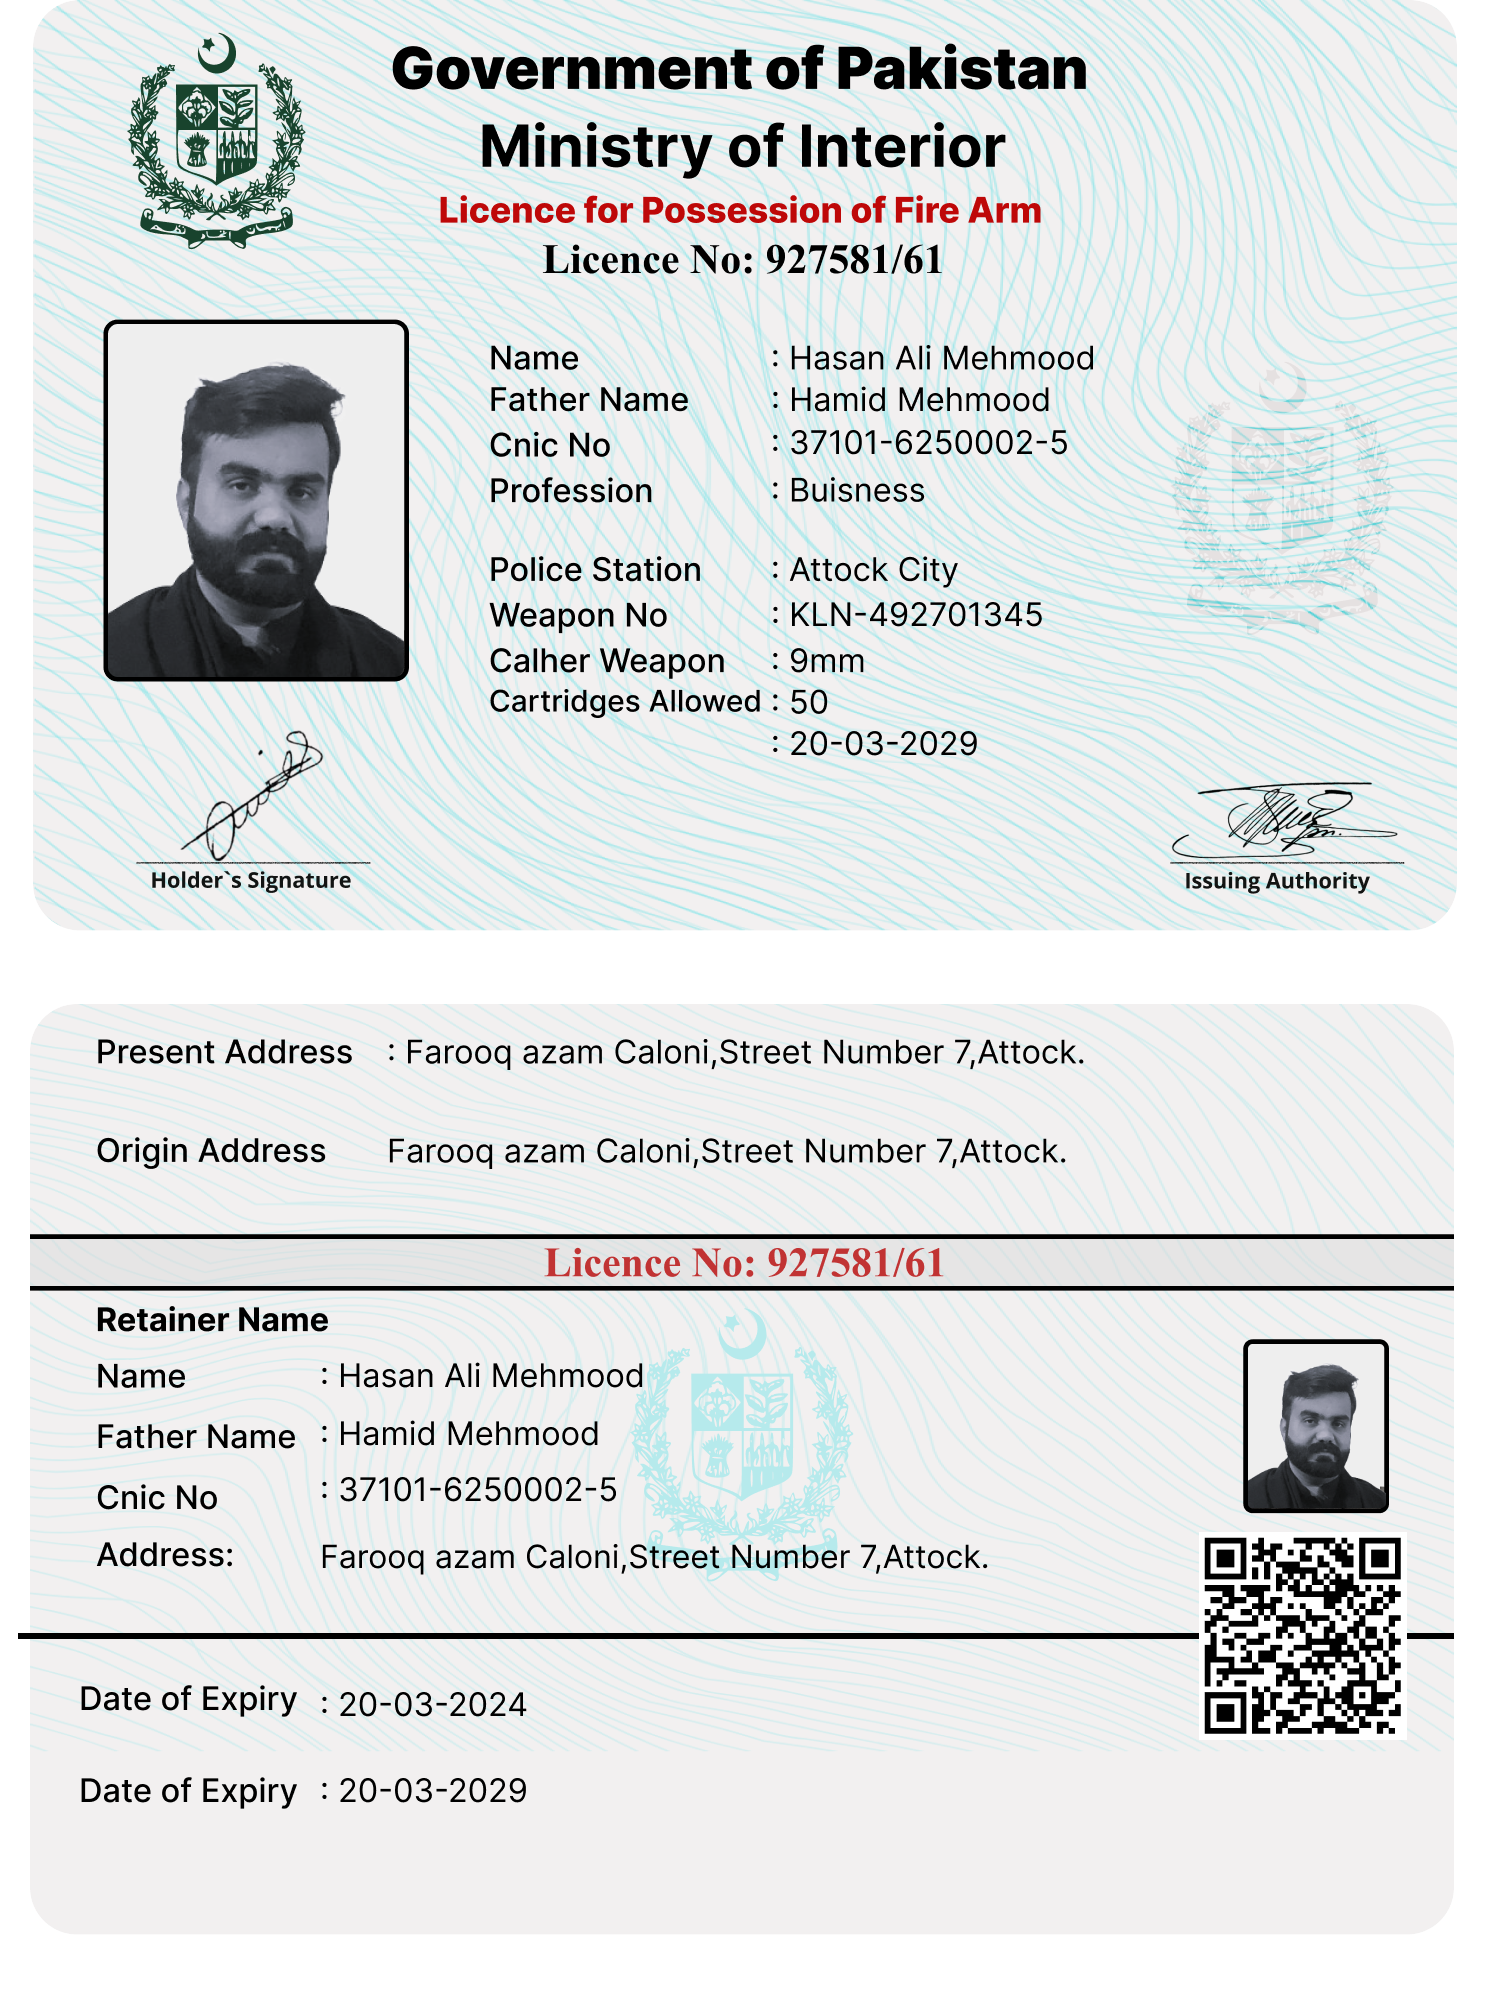 Government of Pakistan
Ministry of Interior
Licence for Possession of Fire Arm
Licence No: 927581/61
Name : Hasan Ali Mehmood
Father Name : Hamid Mehmood
Cnic No : 37101-6250002-5
Profession : Buisness
Police Station : Attock City
Weapon No : KLN-492701345
Calher Weapon : 9mm
Cartridges Allowed : 50
: 20-03-2029
Holder`s Signature
Issuing Authority
Present Address : Farooq azam Caloni,Street Number 7,Attock.
Origin Address Farooq azam Caloni,Street Number 7,Attock.
Licence No: 927581/61
Retainer Name
Name : Hasan Ali Mehmood
Father Name : Hamid Mehmood
Cnic No : 37101-6250002-5
Address: Farooq azam Caloni,Street Number 7,Attock.
Date of Expiry : 20-03-2024
Date of Expiry : 20-03-2029